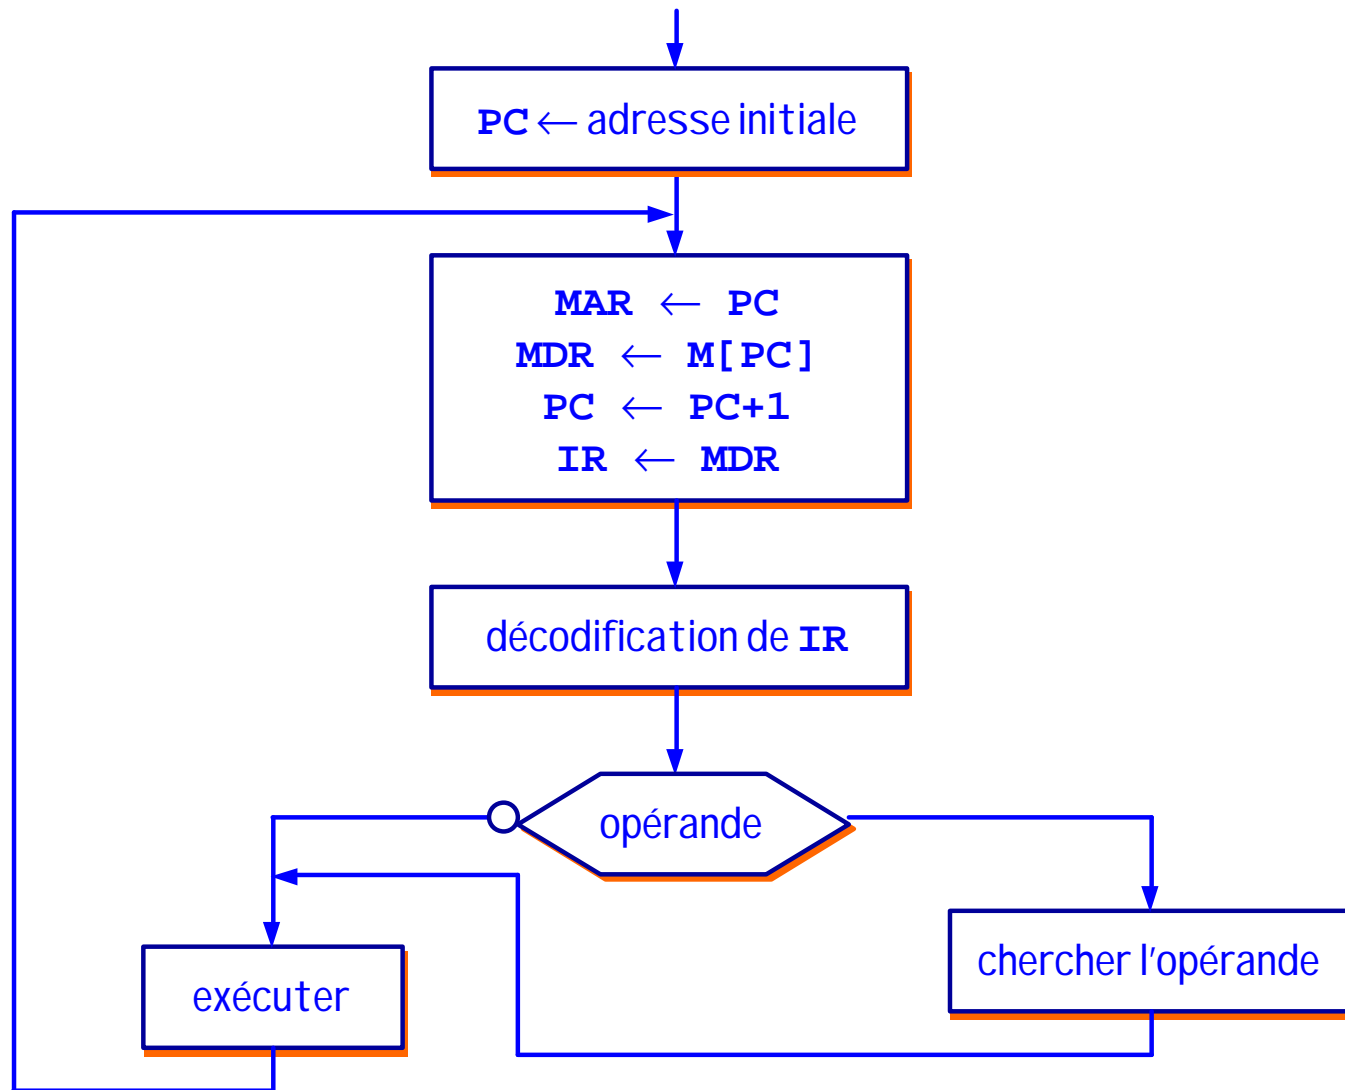 PC ← adresse initiale
MAR ← PC
MDR ← M[PC]
PC ← PC+1
IR ← MDR
décodification de IR
opérande
chercher l'opérande
exécuter